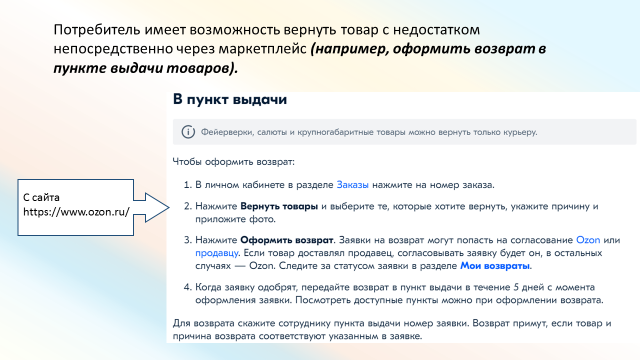 Потребитель имеет возможность вернуть товар с недостатком
непосредственно через маркетплейс (например, оформить возврат в
пункте выдачи товаров).
В пункт выдачи
Фейерверки, салюты и крупногабаритные товары можно вернуть только курьеру.
Чтобы оформить возврат:
1. В личном кабинете в разделе Заказы нажмите на номер заказа.
2. Нажмите Вернуть товары и выберите те, которые хотите вернуть, укажите причину и
приложите фото.
3. Нажмите Оформить возврат. Заявки на возврат могут попасть на согласование Ozon или
продавцу. Если товар доставлял продавец, согласовывать заявку будет он, в остальных
случаях — Ozon. Следите за статусом заявки в разделе Мои возвраты.
4. Когда заявку одобрят, передайте возврат в пункт выдачи в течение 5 дней с момента
оформления заявки. Посмотреть доступные пункты можно при оформлении возврата.
Для возврата скажите сотруднику пункта выдачи номер заявки. Возврат примут, если товар и
причина возврата соответствуют указанным в заявке.
С сайта
https://www.ozon.ru/